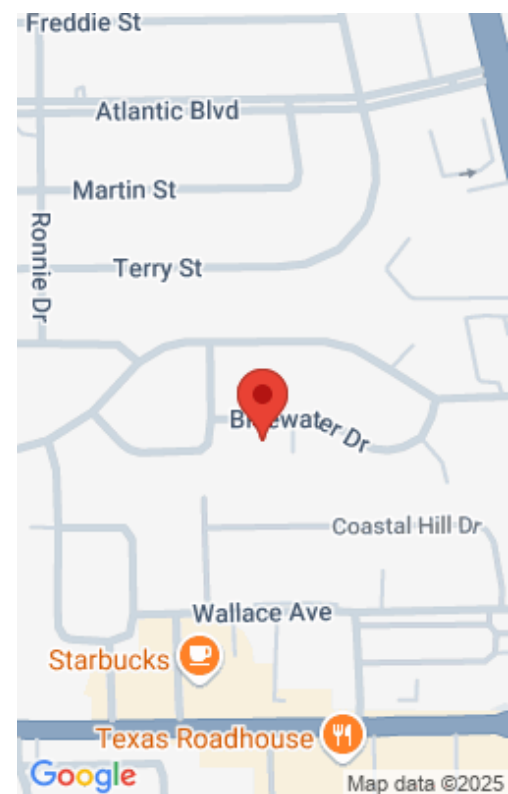 Freddie St
Atlantic Blvd
Martin St
Ronnie Dr
Terry St
Dr
Coastal Hill Dr
Wallace Ave
Starbucks
Texas Roadhouse
Google
Map data ©2025